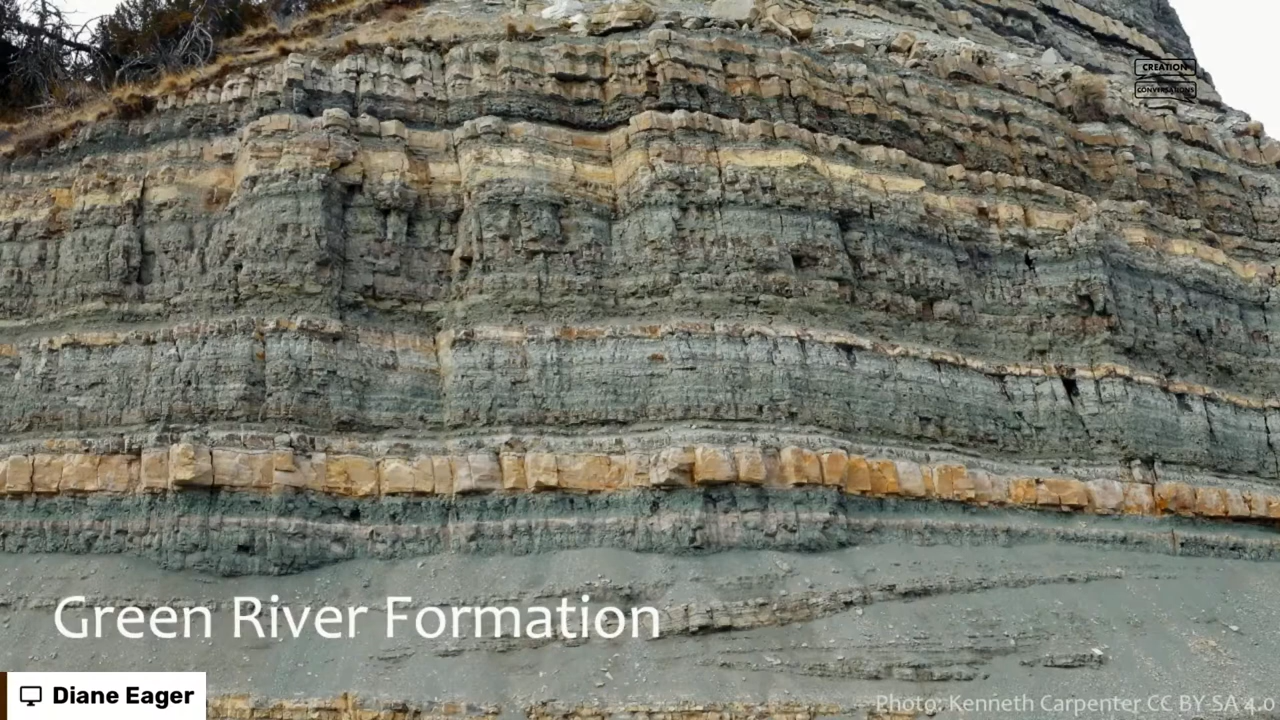 CREATION
CONVERSATIONS
Green River Formation
Diane Eager
Photo: Kenneth Carpenter CC BY-SA 4.0